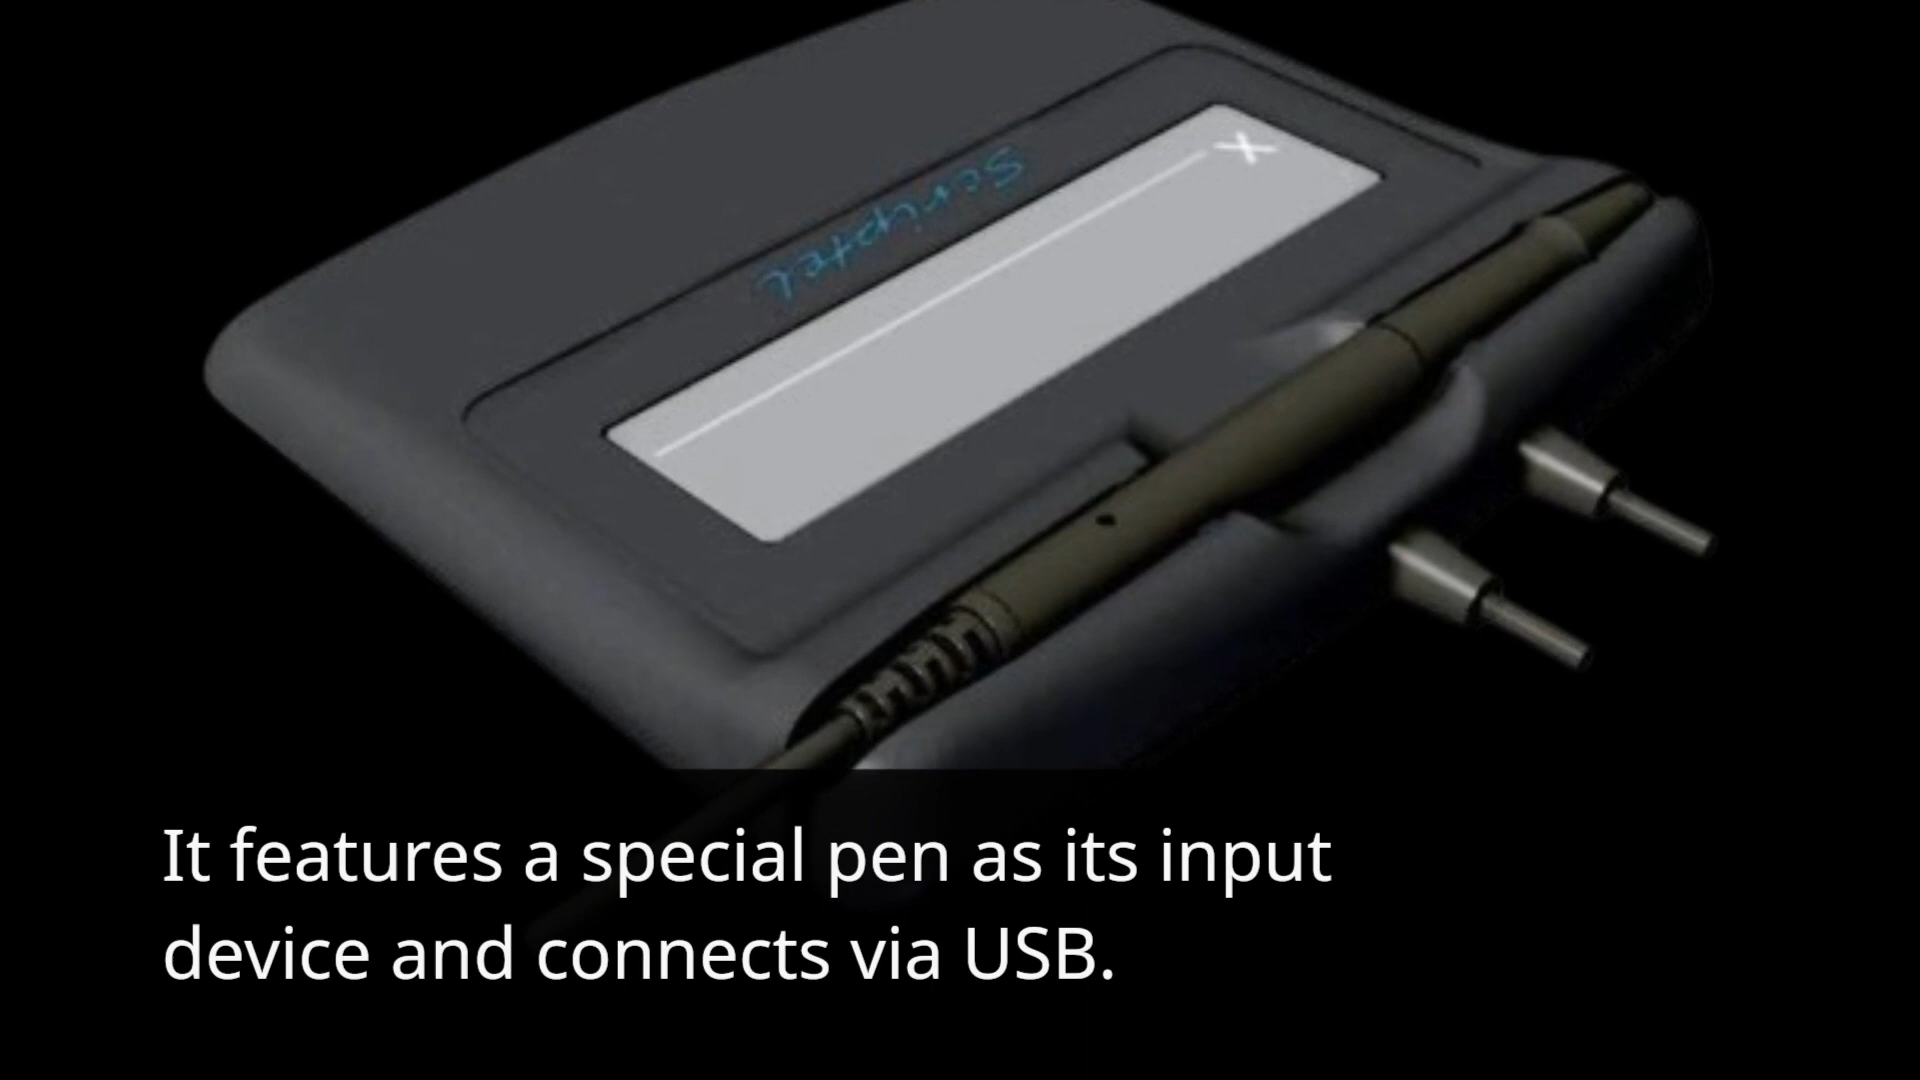 Scriptel
X
It features a special pen as its input
device and connects via USB.